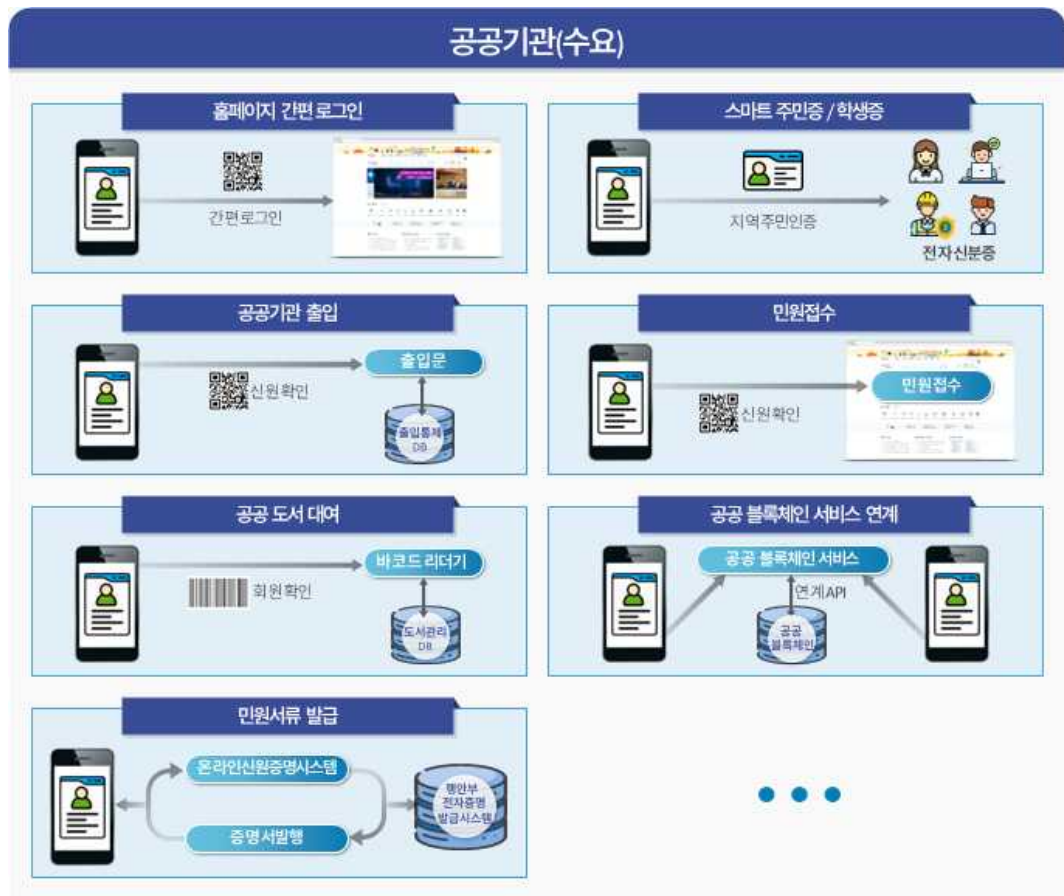 공공기관(수요)
홈페이지 간편 로그인
간편로그인
스마트 주민증 / 학생증
지역주민인증
전자신분증
공공기관 출입
출입문
신원확인
출입통제
DB
민원접수
민원접수
신원확인
공공 도서 대여
바코드 리더기
회원확인
도서관리
DB
공공 블록체인 서비스 연계
공공 블록체인 서비스
연계API
공공
블록체인
민원서류 발급
온라인신원증명시스템
행안부
전자증명
발급시스템
증명서발행